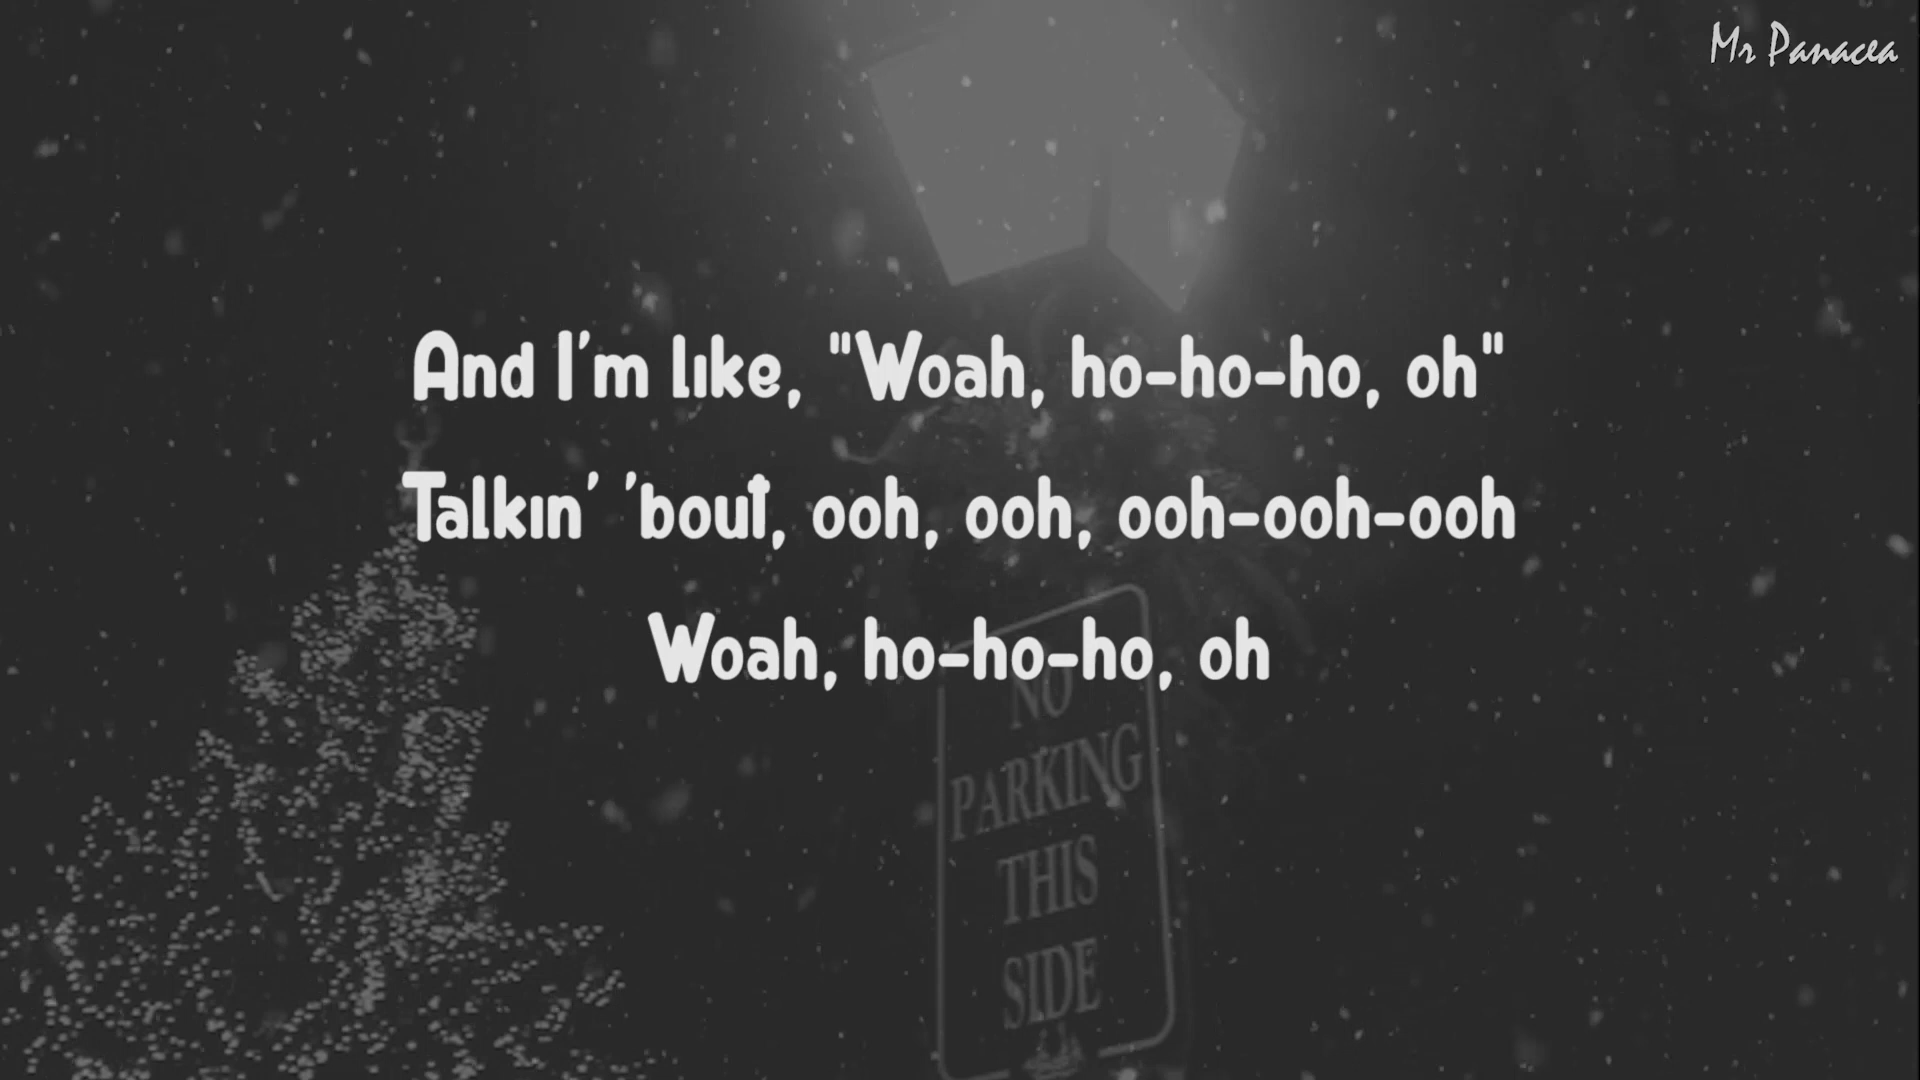 Mr Panacea
And I'm like, "Woah, ho-ho-ho, oh"
Talkin' 'bout, ooh, ooh, ooh-ooh-ooh
Woah, ho-ho-ho, oh
NO
PARKING
THIS
SIDE